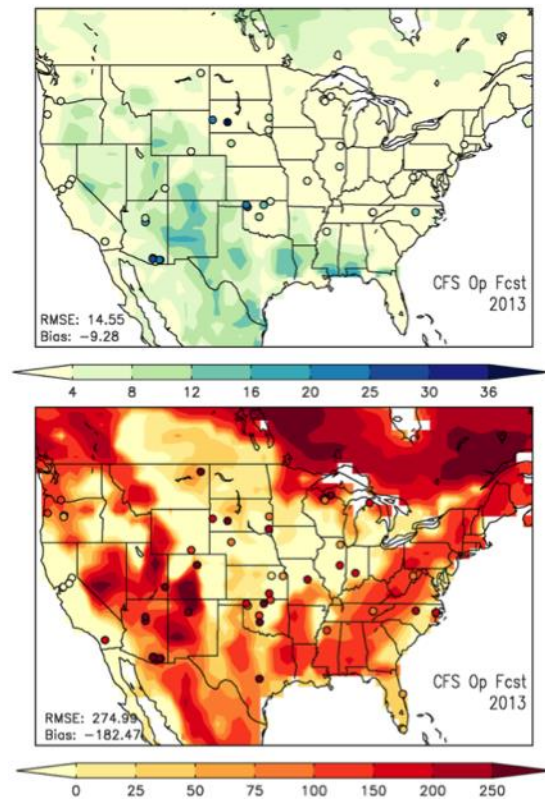 CFS Op Fcst
2013
RMSE: 14.55
Bias: -9.28
4 8 12 16 20 25 30 36
CFS Op Fcst
2013
RMSE: 274.99
Bias: -182.47
0 25 50 75 100 150 200 250